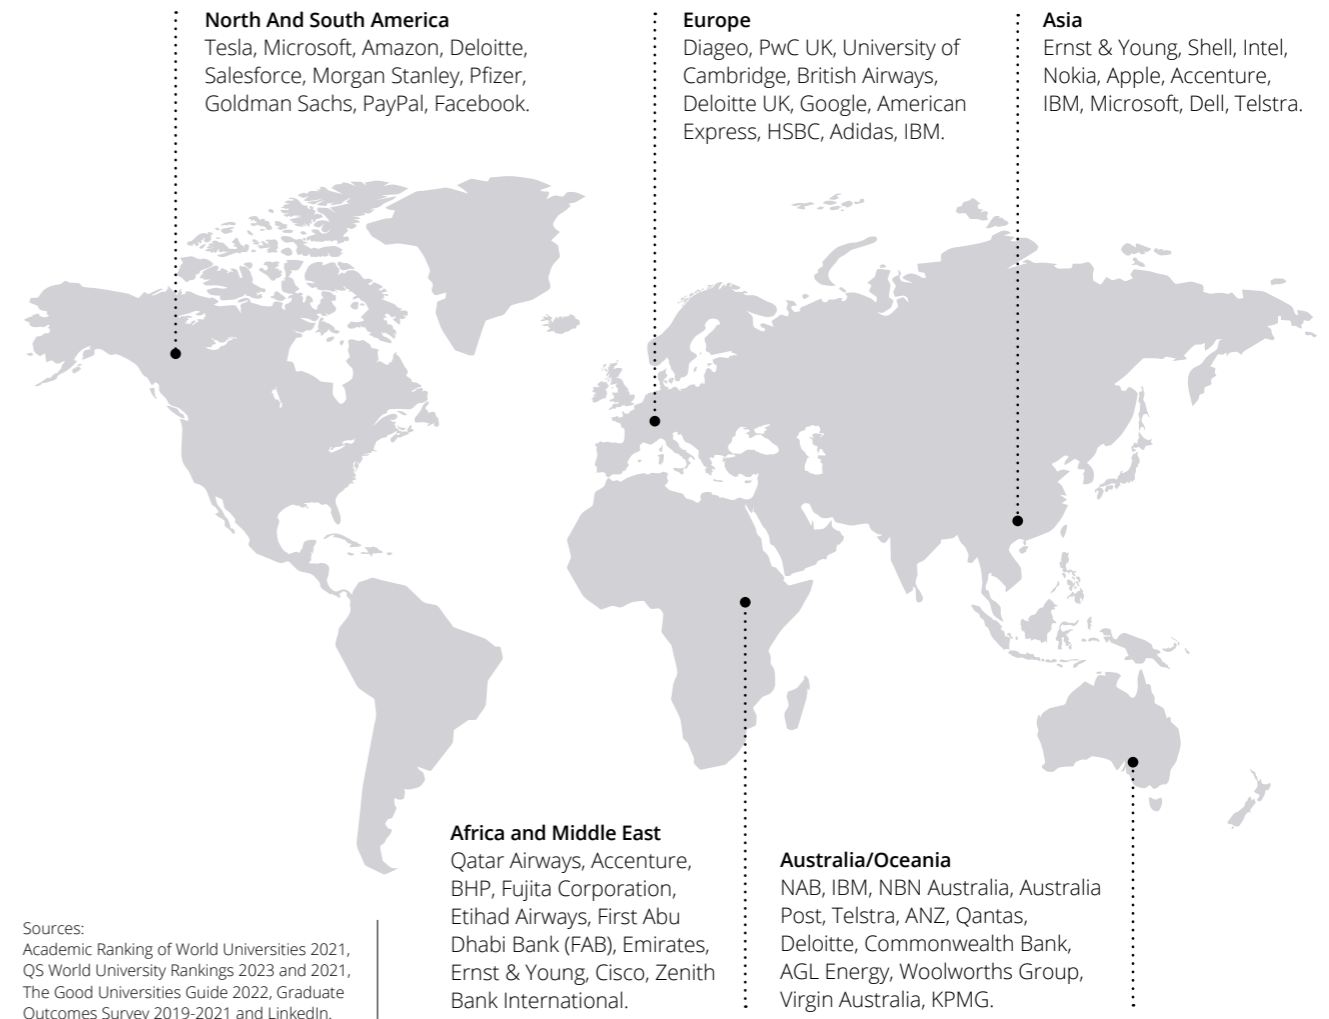 North And South America
Tesla, Microsoft, Amazon, Deloitte,
Salesforce, Morgan Stanley, Pfizer,
Goldman Sachs, PayPal, Facebook.
Europe
Diageo, PwC UK, University of
Cambridge, British Airways,
Deloitte UK, Google, American
Express, HSBC, Adidas, IBM.
Asia
Ernst & Young, Shell, Intel,
Nokia, Apple, Accenture,
IBM, Microsoft, Dell, Telstra.
Africa and Middle East
Qatar Airways, Accenture,
BHP, Fujita Corporation,
Etihad Airways, First Abu
Dhabi Bank (FAB), Emirates,
Ernst & Young, Cisco, Zenith
Bank International.
Australia/Oceania
NAB, IBM, NBN Australia, Australia
Post, Telstra, ANZ, Qantas,
Deloitte, Commonwealth Bank,
AGL Energy, Woolworths Group,
Virgin Australia, KPMG.
Sources:
Academic Ranking of World Universities 2021,
QS World University Rankings 2023 and 2021,
The Good Universities Guide 2022, Graduate
Outcomes Survey 2019-2021 and LinkedIn.